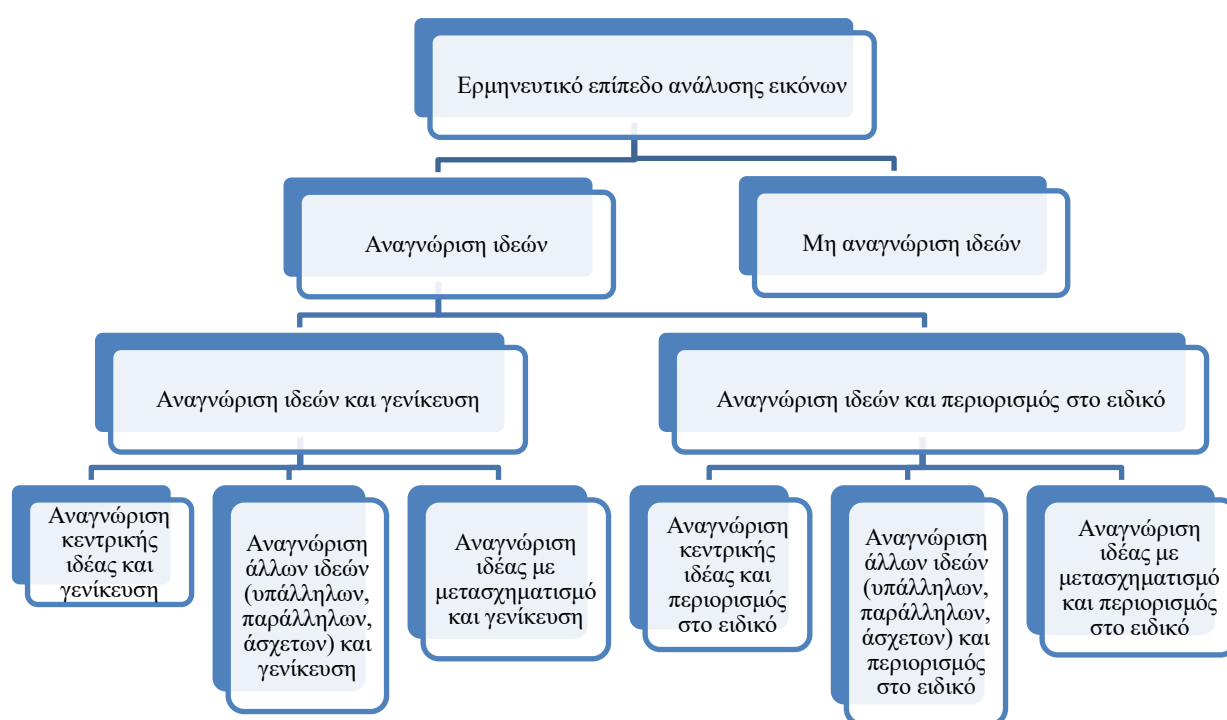 Ερμηνευτικό επίπεδο ανάλυσης εικόνων
Αναγνώριση ιδεών
Μη αναγνώριση ιδεών
Αναγνώριση ιδεών και γενίκευση
Αναγνώριση ιδεών και περιορισμός στο ειδικό
Αναγνώριση
κεντρικής
ιδέας και
γενίκευση
Αναγνώριση
άλλων ιδεών
(υπάλληλων,
παράλληλων,
άσχετων) και
γενίκευση
Αναγνώριση
ιδέας με
μετασχηματισμό
και γενίκευση
Αναγνώριση
κεντρικής
ιδέας και
περιορισμός
στο ειδικό
Αναγνώριση
άλλων ιδεών
(υπάλληλων,
παράλληλων,
άσχετων) και
περιορισμός
στο ειδικό
Αναγνώριση
ιδέας με
μετασχηματισμό
και περιορισμός
στο ειδικό